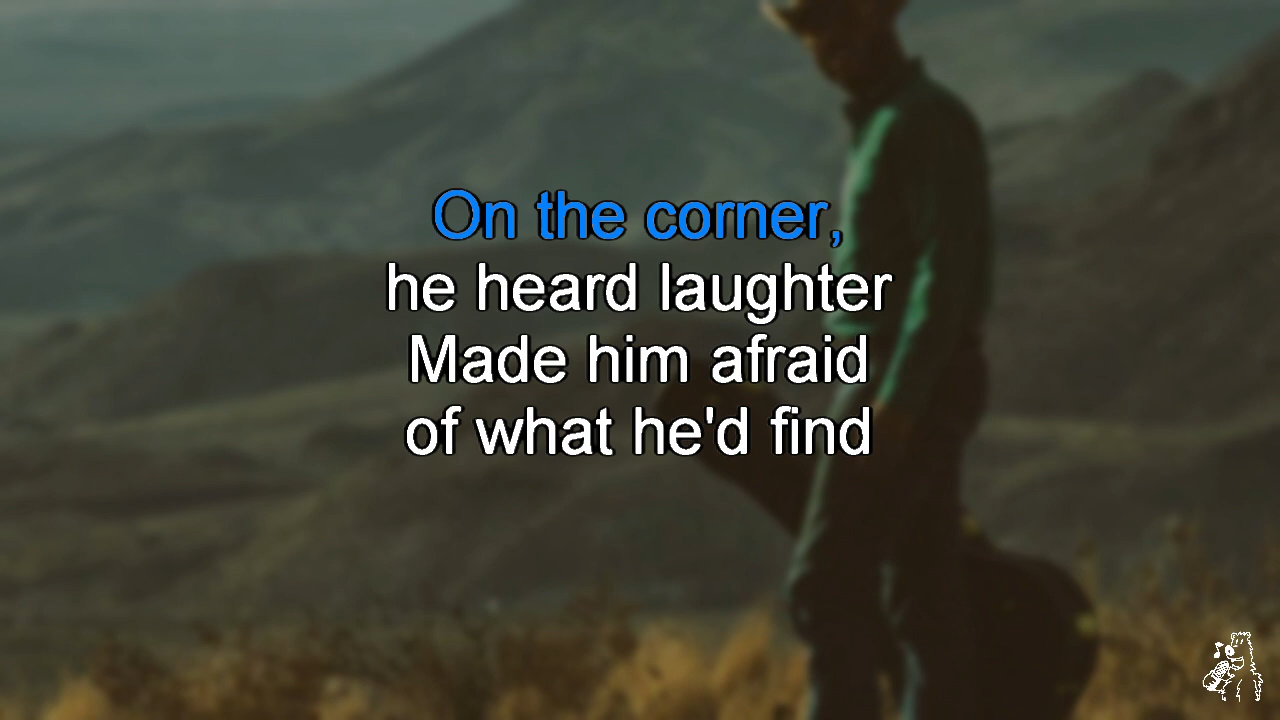 On the corner,
he heard laughter
Made him afraid
of what he'd find